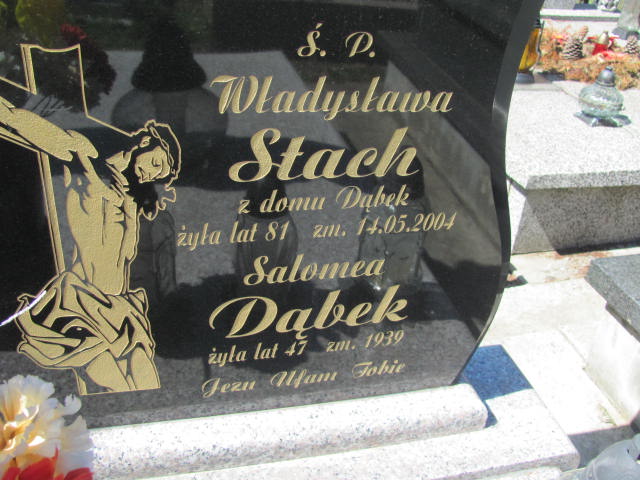 Ś. P.
Władysława
Stach
z domu Dąbek
żyła lat 81 zm. 14.05.2004
Salomea
Dąbek
żyła lat 47 zm. 1939
Jezu Ufam Tobie